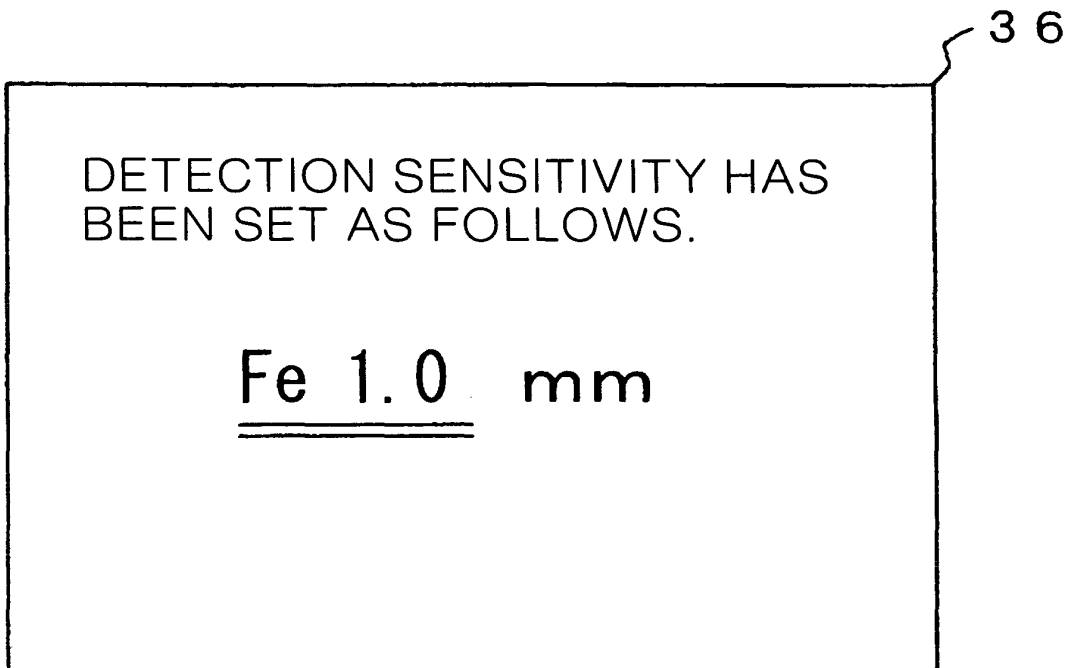 36
DETECTION SENSITIVITY HAS
BEEN SET AS FOLLOWS.
Fe 1.0 mm